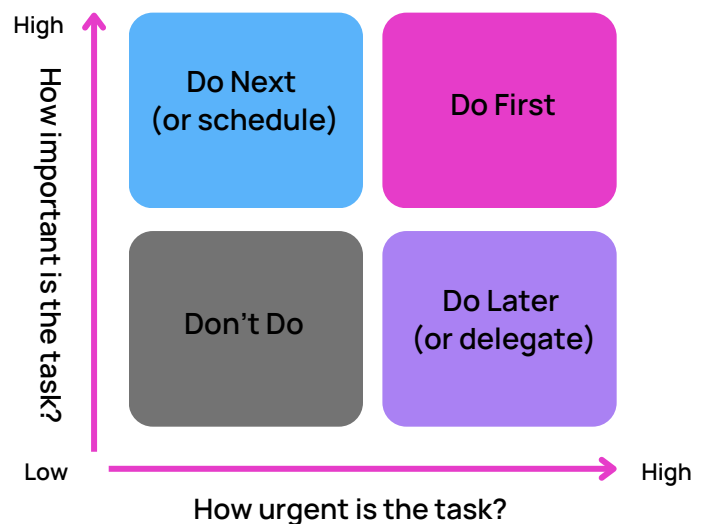 High
How important is the task?
Do Next
(or schedule)
Do First
Don't Do
Do Later
(or delegate)
Low
High
How urgent is the task?